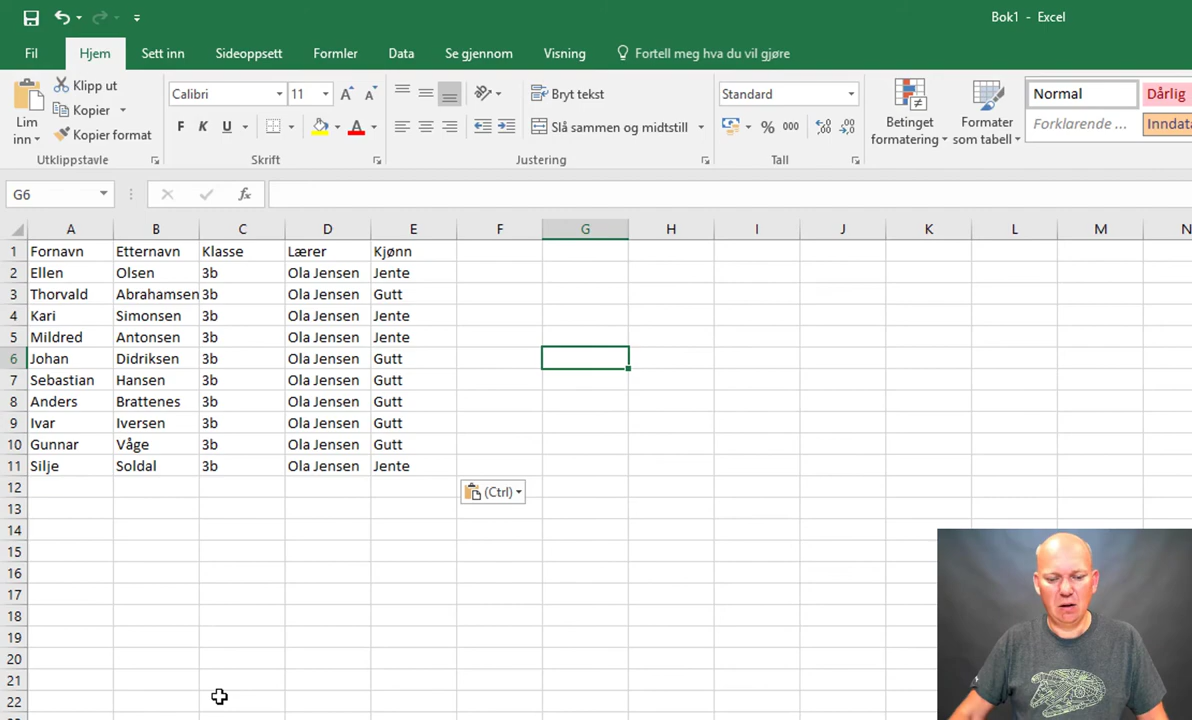 Bok1 - Excel
Fil Hjem Sett inn Sideoppsett Formler Data Se gjennom Visning Fortell meg hva du vil gjøre
Lim inn
Klipp ut
Kopier
Kopier format
Utklippstavle
Calibri 11
F K U A
Skrift
Bryt tekst
Slå sammen og midtstill
Justering
Standard
% 000
Tall
Betinget formatering
Formater som tabell
Normal Dårlig
Forklarende ...
G6 fx
A B C D E F G H I J K L M N
1 Fornavn Etternavn Klasse Lærer Kjønn
2 Ellen Olsen 3b Ola Jensen Jente
3 Thorvald Abrahamsen 3b Ola Jensen Gutt
4 Kari Simonsen 3b Ola Jensen Jente
5 Mildred Antonsen 3b Ola Jensen Jente
6 Johan Didriksen 3b Ola Jensen Gutt
7 Sebastian Hansen 3b Ola Jensen Gutt
8 Anders Brattenes 3b Ola Jensen Gutt
9 Ivar Iversen 3b Ola Jensen Gutt
10 Gunnar Våge 3b Ola Jensen Gutt
11 Silje Soldal 3b Ola Jensen Jente
12 (Ctrl)
13
14
15
16
17
18
19
20
21
22